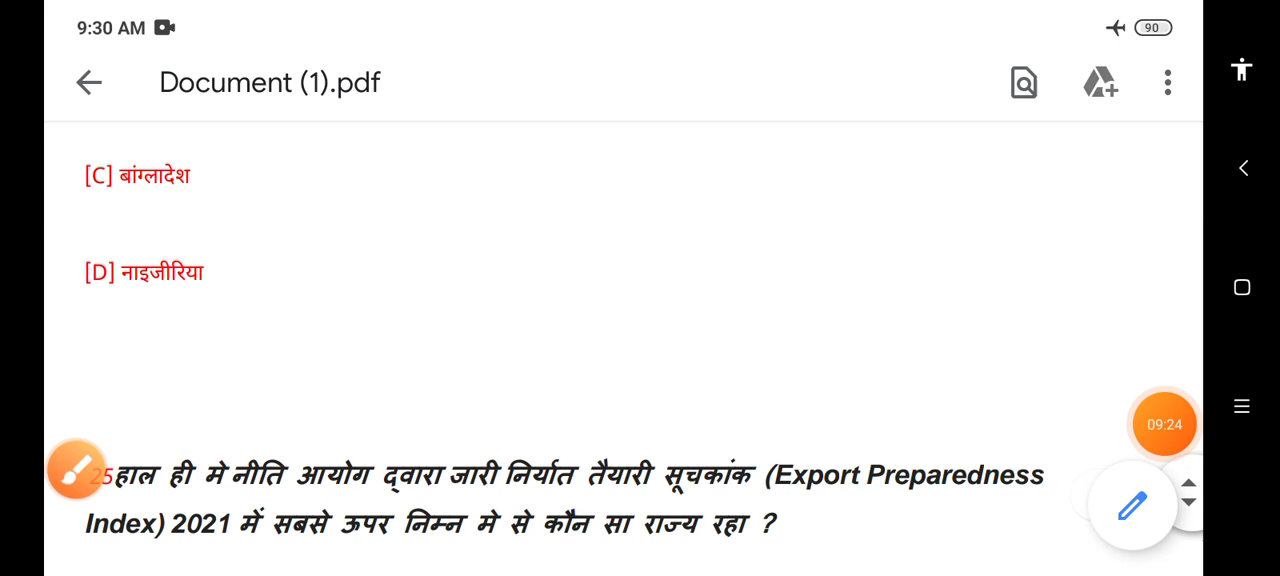 9:30 AM
90
Document (1).pdf
[C] बांग्लादेश
[D] नाइजीरिया
09:24
25हाल ही मे नीति आयोग द्वारा जारी निर्यात तैयारी सूचकांक (Export Preparedness
Index) 2021 में सबसे ऊपर निम्न मे से कौन सा राज्य रहा ?